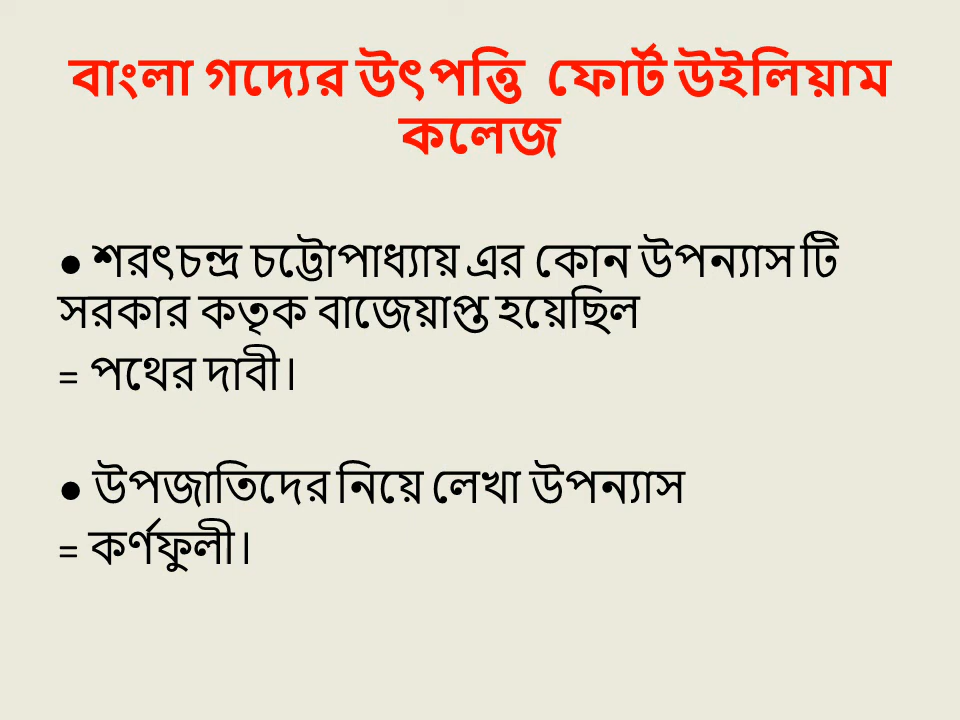 বাংলা গদ্যের উৎপত্তি ফোর্ট উইলিয়াম
কলেজ
● শরৎচন্দ্র চট্টোপাধ্যায় এর কোন উপন্যাস টি
সরকার কতৃক বাজেয়াপ্ত হয়েছিল
= পথের দাবী।
● উপজাতিদের নিয়ে লেখা উপন্যাস
= কর্ণফুলী।